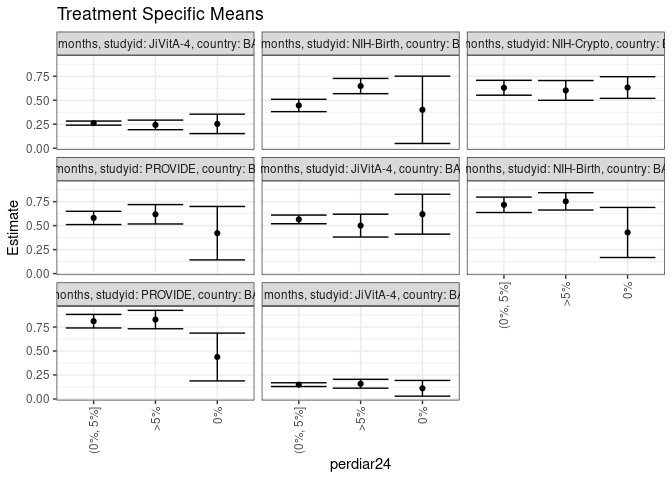 Treatment Specific Means
months, studyid: JiVitA-4, country: BA
months, studyid: NIH-Birth, country: B
months, studyid: NIH-Crypto, country:
0.75
0.50
0.25
0.00
months, studyid: PROVIDE, country: B
months, studyid: JiVitA-4, country: BA
months, studyid: NIH-Birth, country: BA
0.75
0.50
0.25
0.00
months, studyid: PROVIDE, country: BA
months, studyid: JiVitA-4, country: BA
0.75
0.50
0.25
0.00
Estimate
(0%, 5%]
>5%
0%
(0%, 5%]
>5%
0%
(0%, 5%]
>5%
0%
perdiar24